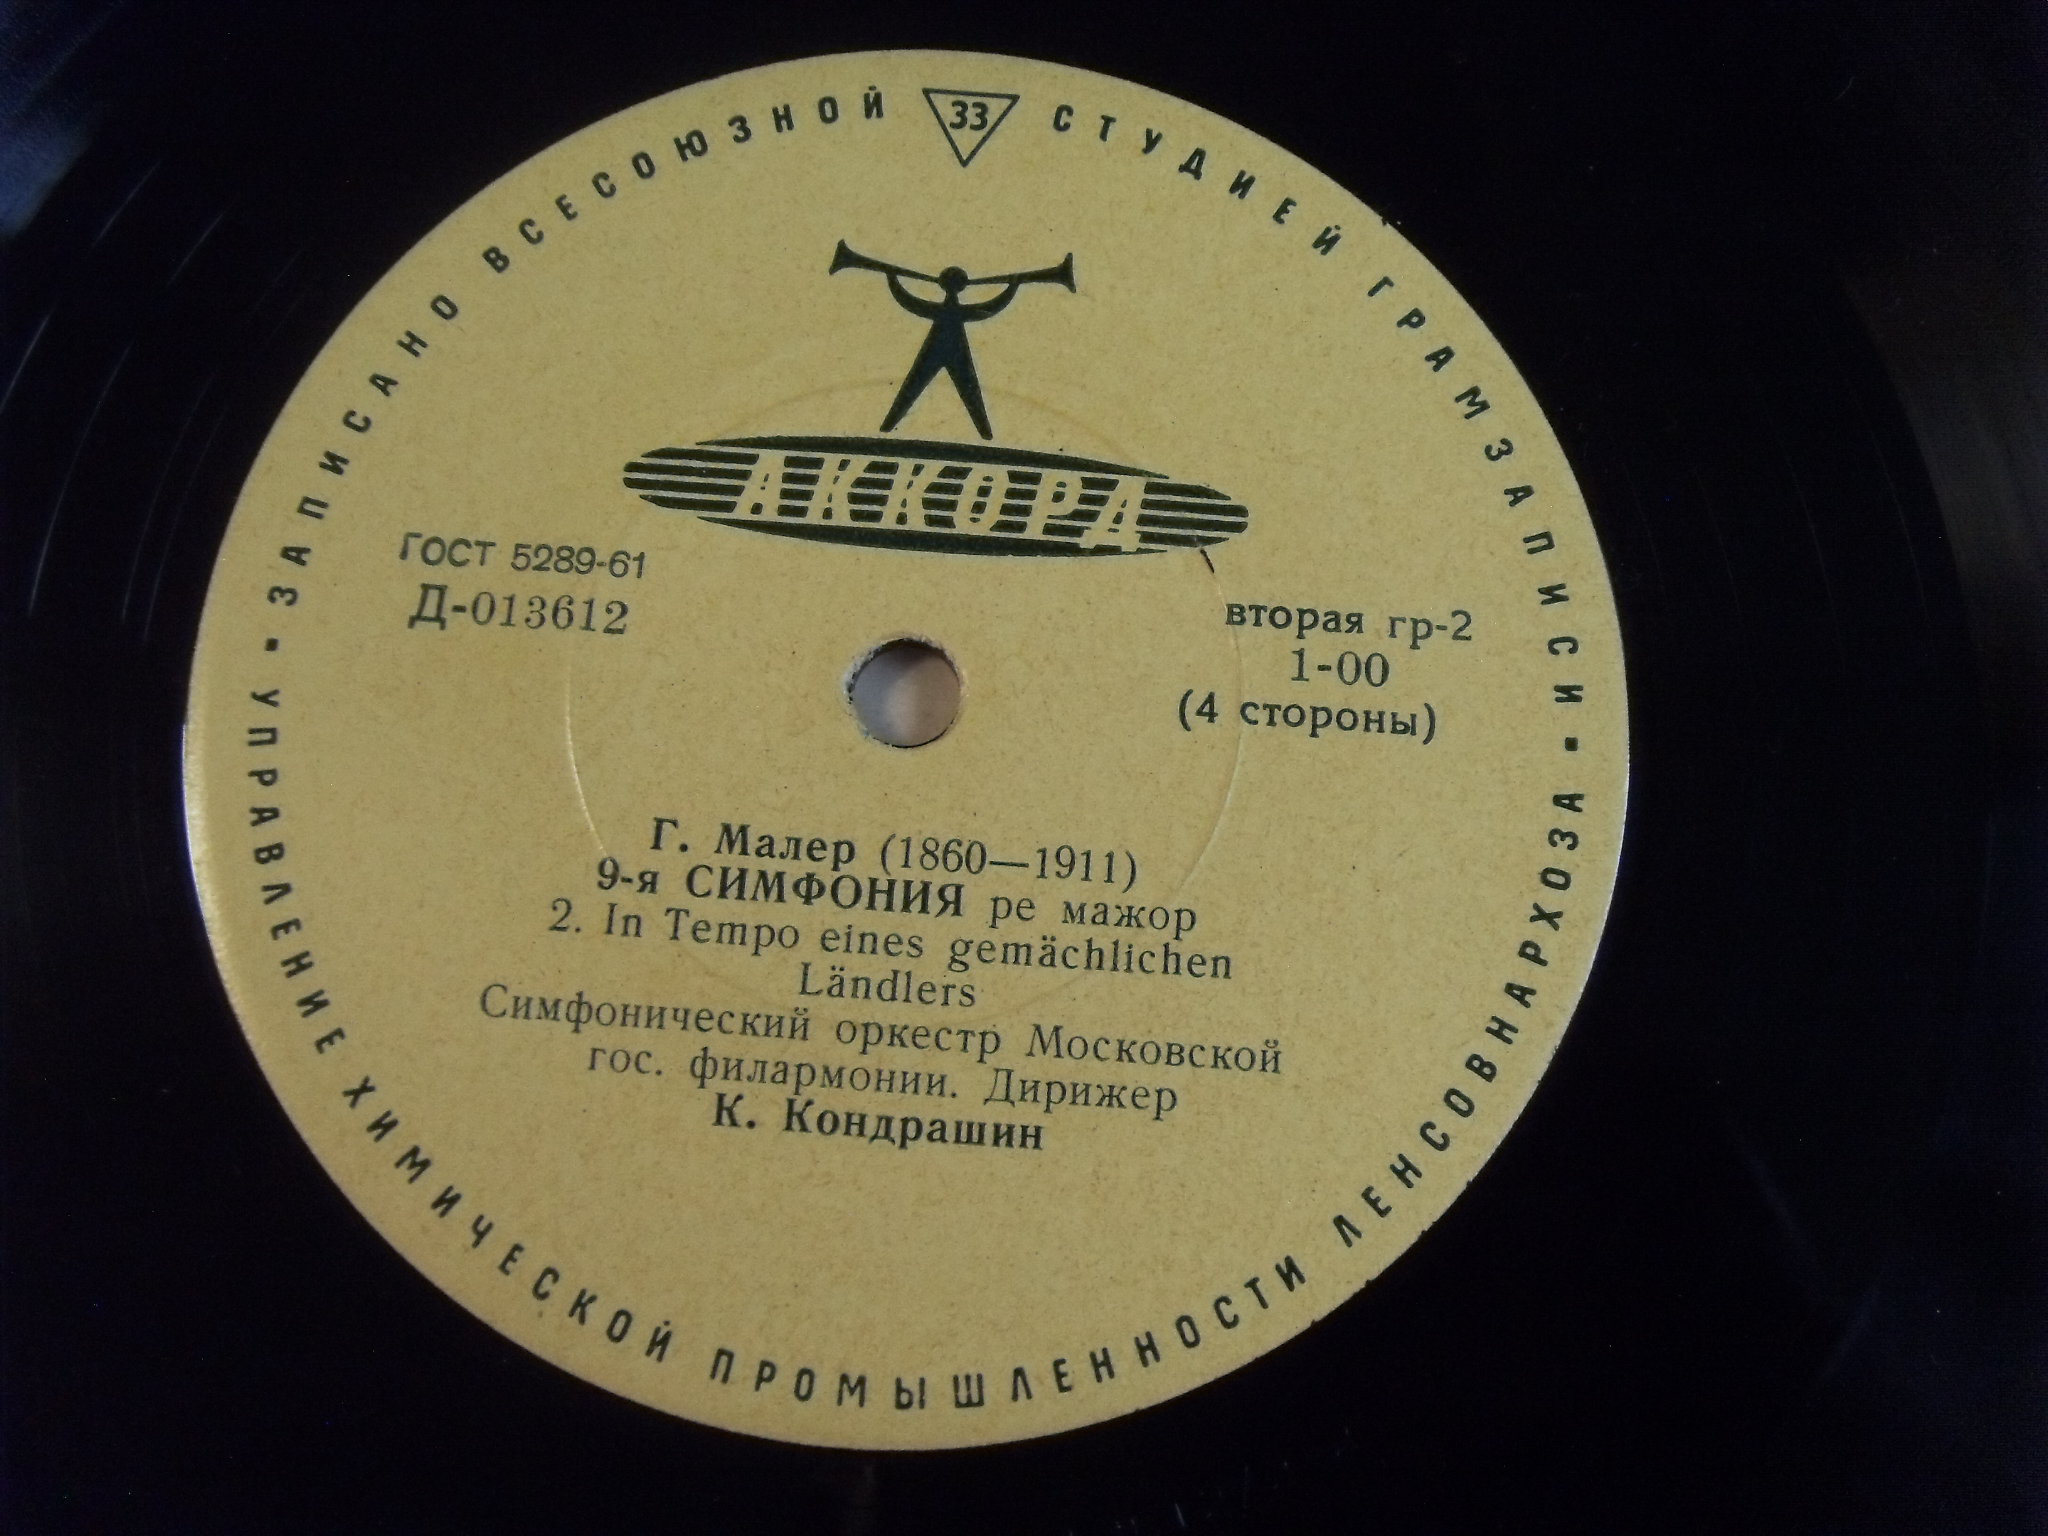 • ЗАПИСАНО ВСЕСОЮЗНОЙ 33 СТУДИЕЙ ГРАМЗАПИСИ •
АККОРД
ГОСТ 5289-61
Д-013612
вторая гр-2
1-00
(4 стороны)
Г. Малер (1860—1911)
9-я СИМФОНИЯ ре мажор
2. In Tempo eines gemächlichen
Ländlers
Симфонический оркестр Московской
гос. филармонии. Дирижер
К. Кондрашин
УПРАВЛЕНИЕ ХИМИЧЕСКОЙ ПРОМЫШЛЕННОСТИ ЛЕНСОВНАРХОЗА